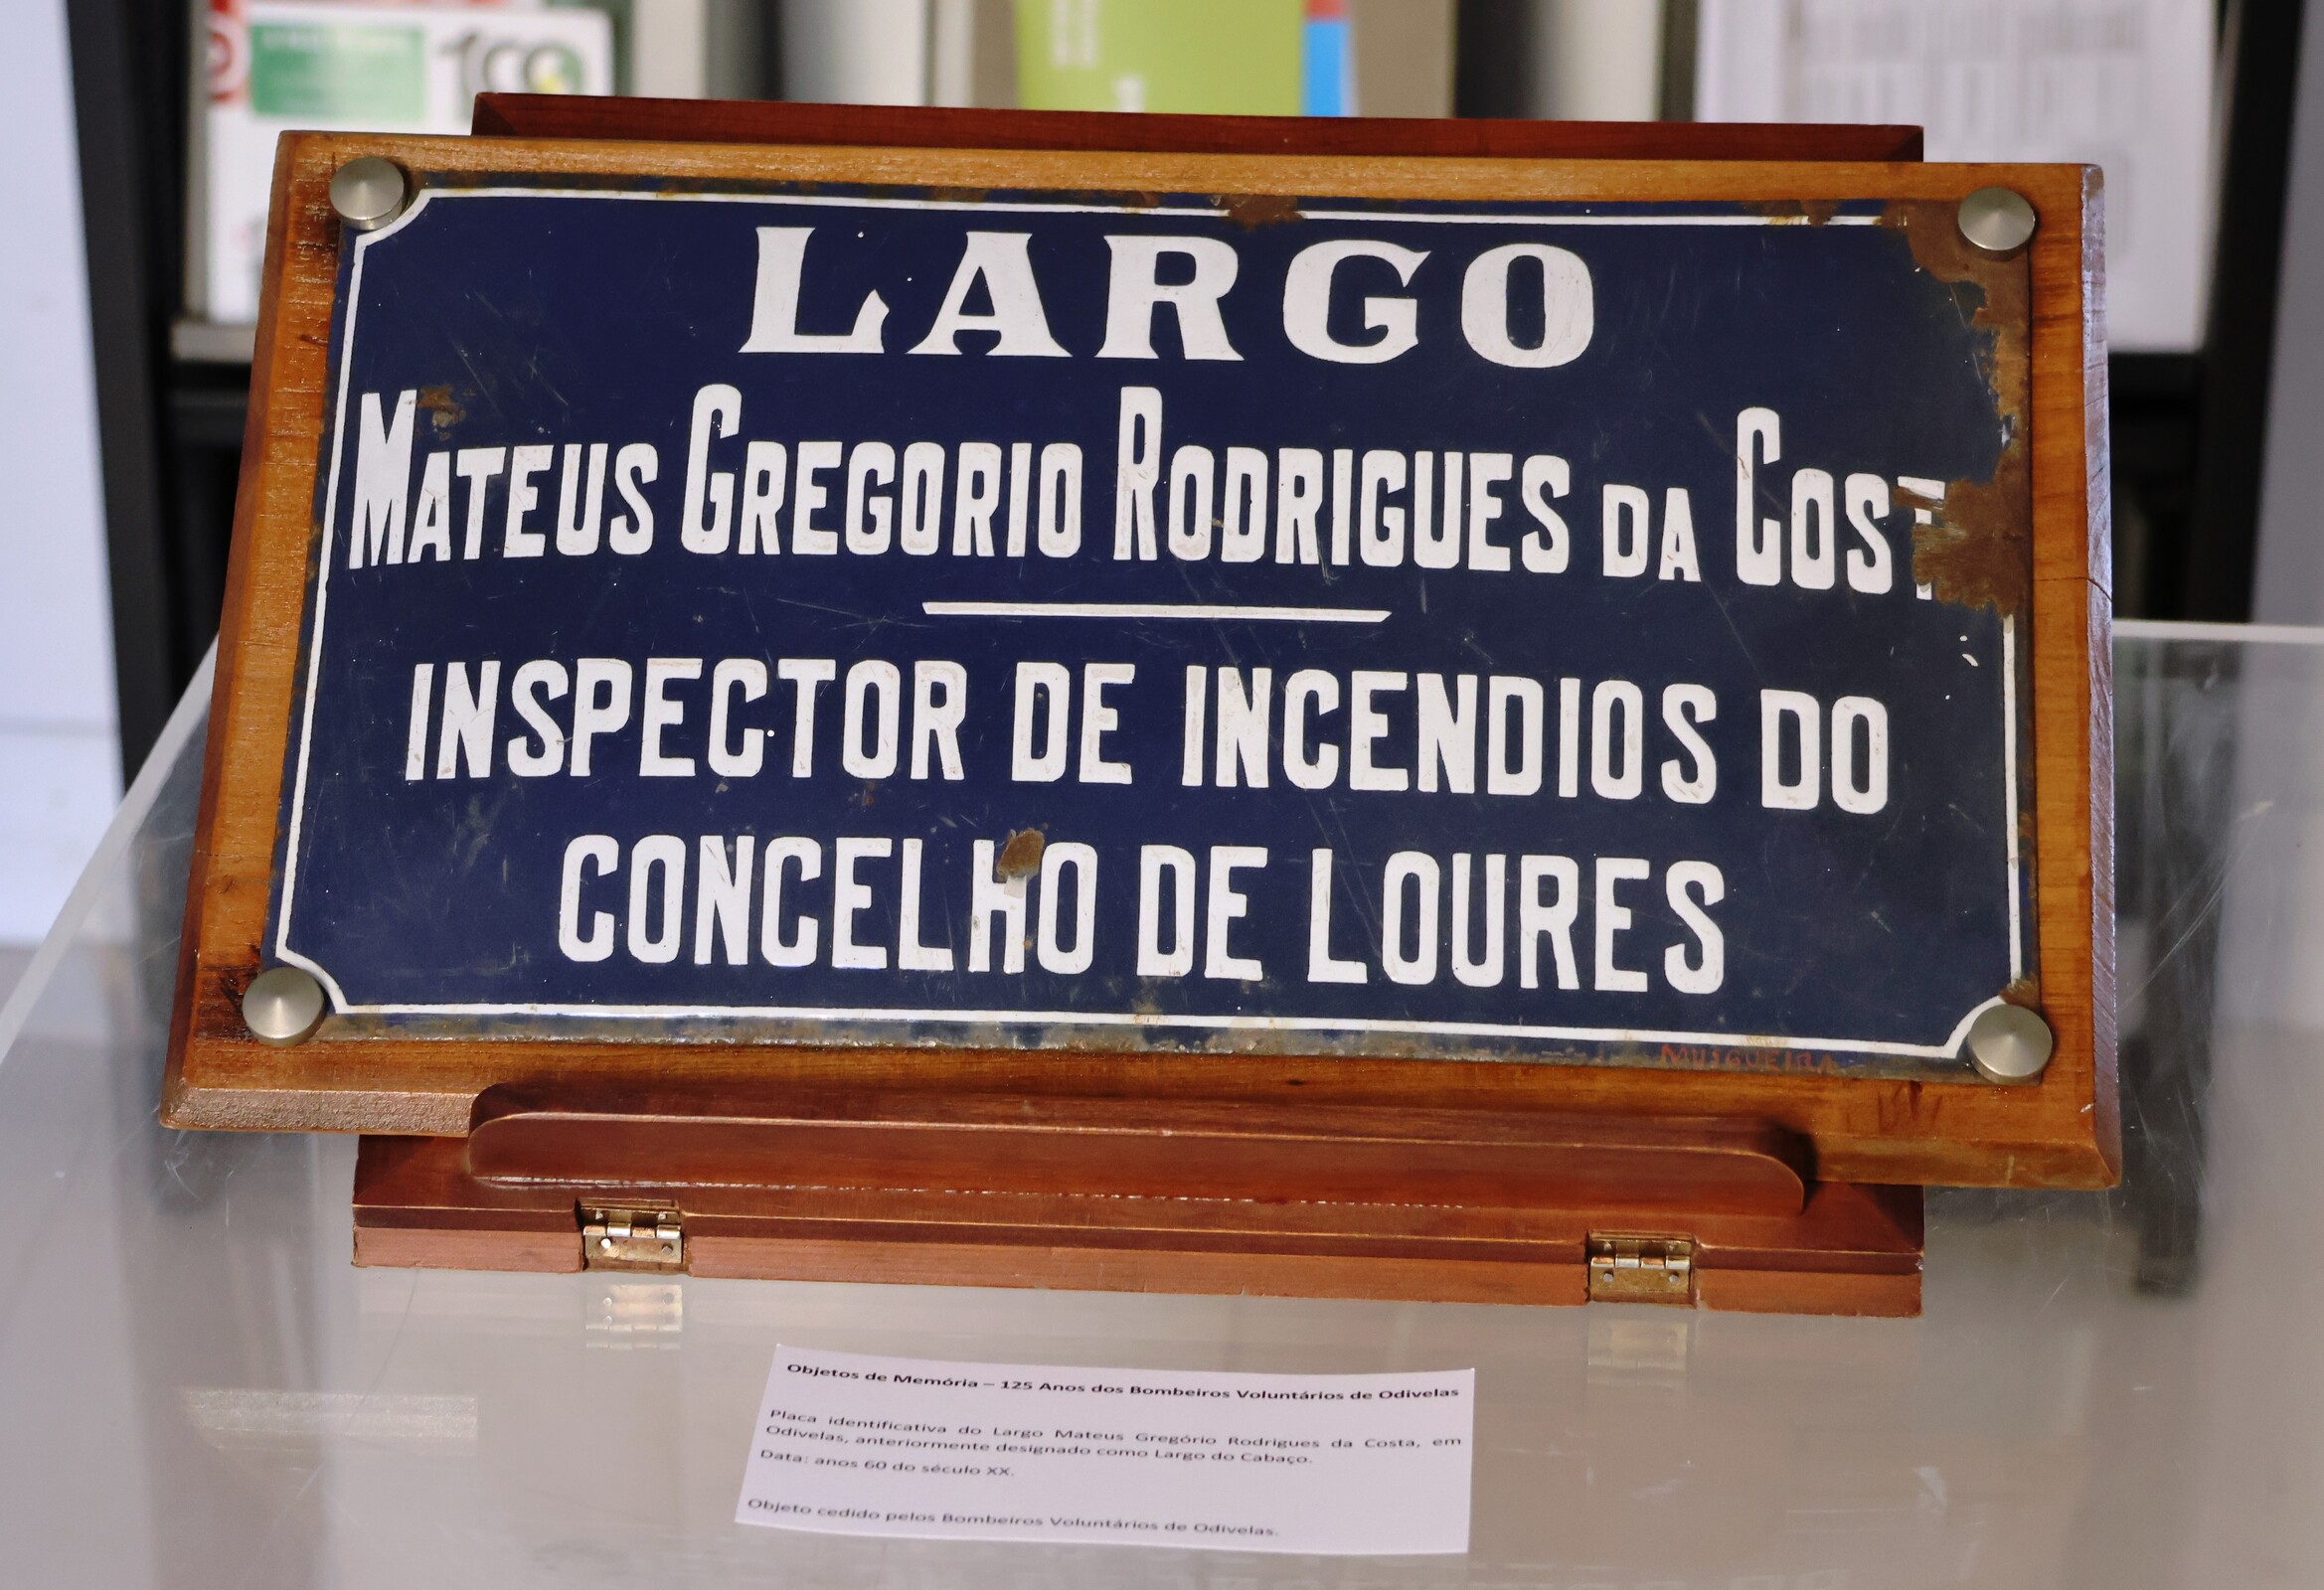 LARGO
MATEUS GREGORIO RODRIGUES DA COST
INSPECTOR DE INCENDIOS DO
CONCELHO DE LOURES
Objetos de Memória – 125 Anos dos Bombeiros Voluntários de Odivelas
Placa identificativa do Largo Mateus Gregório Rodrigues da Costa, em
Odivelas, anteriormente designado como Largo do Cabaço.
Data: anos 60 do século XX.
Objeto cedido pelos Bombeiros Voluntários de Odivelas.